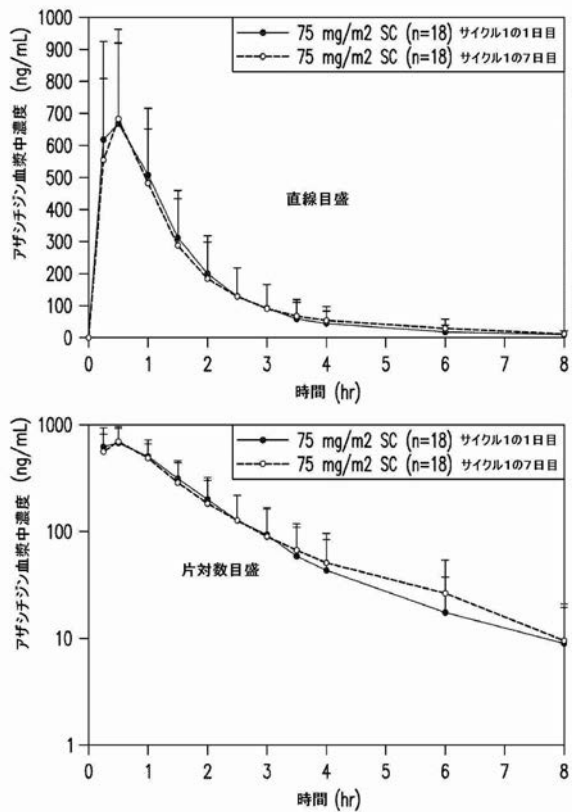 アザシチジン血漿中濃度 (ng/mL)
1000
900
800
700
600
500
400
300
200
100
0
75 mg/m2 SC (n=18) サイクル1の1日目
75 mg/m2 SC (n=18) サイクル1の7日目
直線目盛
0 1 2 3 4 5 6 7 8
時間 (hr)
アザシチジン血漿中濃度 (ng/mL)
1000
100
10
1
75 mg/m2 SC (n=18) サイクル1の1日目
75 mg/m2 SC (n=18) サイクル1の7日目
片対数目盛
0 1 2 3 4 5 6 7 8
時間 (hr)